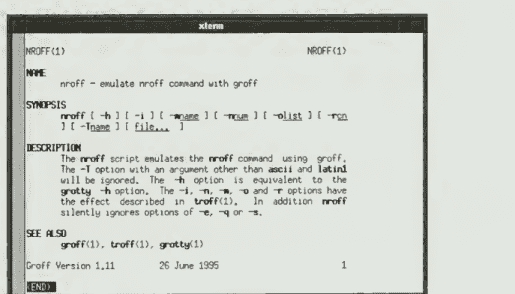 xterm
NROFF(1) NROFF(1)
NAME
nroff - emulate nroff command with groff
SYNOPSIS
nroff [ -h ] [ -i ] [ -mname ] [ -nnum ] [ -olist ] [ -rcn
] [ -Tname ] [ file... ]
DESCRIPTION
The nroff script emulates the nroff command using groff.
The -T option with an argument other than ascii and latin1
will be ignored. The -h option is equivalent to the
grotty -h option. The -i, -n, -m, -o and -r options have
the effect described in troff(1). In addition nroff
silently ignores options of -e, -q or -s.
SEE ALSO
groff(1), troff(1), grotty(1)
Groff Version 1.11 26 June 1995 1
(END)